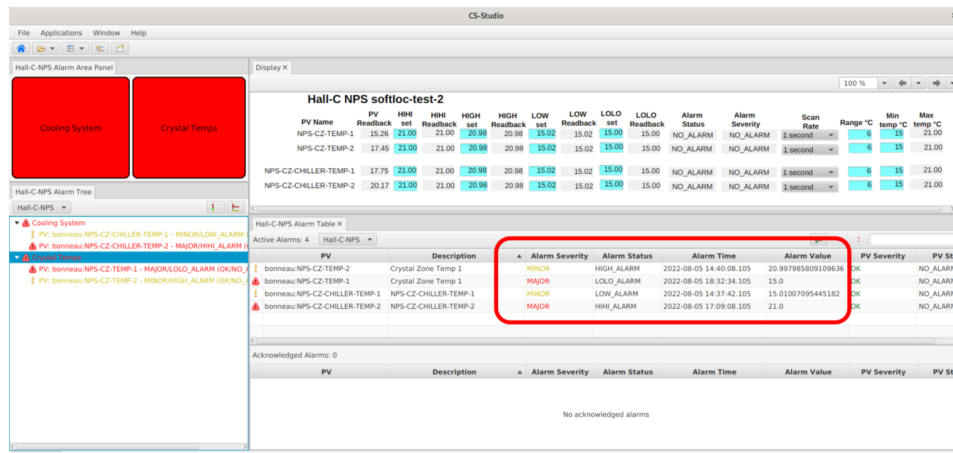 CS-Studio
File Applications Window Help
Hall-C-NPS Alarm Area Panel
Cooling System
Crystal Temps
Display ×
100 %
Hall-C NPS softIoc-test-2
PV Name PV Readback HIHI set HIHI Readback HIGH set HIGH Readback LOW set LOW Readback LOLO set LOLO Readback Alarm Status Alarm Severity Scan Rate Range °C Min temp °C Max temp °C
NPS-CZ-TEMP-1 15.26 21.00 21.00 20.98 20.98 15.02 15.02 15.00 15.00 NO_ALARM NO_ALARM 1 second 6 15 21.00
NPS-CZ-TEMP-2 17.45 21.00 21.00 20.98 20.98 15.02 15.02 15.00 15.00 NO_ALARM NO_ALARM 1 second 6 15 21.00
NPS-CZ-CHILLER-TEMP-1 17.75 21.00 21.00 20.98 20.98 15.02 15.02 15.00 15.00 NO_ALARM NO_ALARM 1 second 6 15 21.00
NPS-CZ-CHILLER-TEMP-2 20.17 21.00 21.00 20.98 20.98 15.02 15.02 15.00 15.00 NO_ALARM NO_ALARM 1 second 6 15 21.00
Hall-C-NPS Alarm Tree
Hall-C-NPS
Cooling System
PV: bonneau:NPS-CZ-CHILLER-TEMP-1 - MINOR/LOW_ALARM
PV: bonneau:NPS-CZ-CHILLER-TEMP-2 - MAJOR/HIHI_ALARM (
Crystal Temps
PV: bonneau:NPS-CZ-TEMP-1 - MAJOR/LOLO_ALARM (OK/NO_
PV: bonneau:NPS-CZ-TEMP-2 - MINOR/HIGH_ALARM (OK/NO_
Hall-C-NPS Alarm Table ×
Active Alarms: 4 Hall-C-NPS
PV Description Alarm Severity Alarm Status Alarm Time Alarm Value PV Severity PV St
bonneau:NPS-CZ-TEMP-2 Crystal Zone Temp 1 MINOR HIGH_ALARM 2022-08-05 14:40:08.105 20.997985809109636 OK NO_ALARM
bonneau:NPS-CZ-TEMP-1 Crystal Zone Temp 1 MAJOR LOLO_ALARM 2022-08-05 18:32:34.105 15.0 OK NO_ALARM
bonneau:NPS-CZ-CHILLER-TEMP-1 NPS-CZ-CHILLER-TEMP-1 MINOR LOW_ALARM 2022-08-05 14:37:42.105 15.01007095445182 OK NO_ALARM
bonneau:NPS-CZ-CHILLER-TEMP-2 NPS-CZ-CHILLER-TEMP-2 MAJOR HIHI_ALARM 2022-08-05 17:09:08.105 21.0 OK NO_ALARM
Acknowledged Alarms: 0
PV Description Alarm Severity Alarm Status Alarm Time Alarm Value PV Severity PV St
No acknowledged alarms